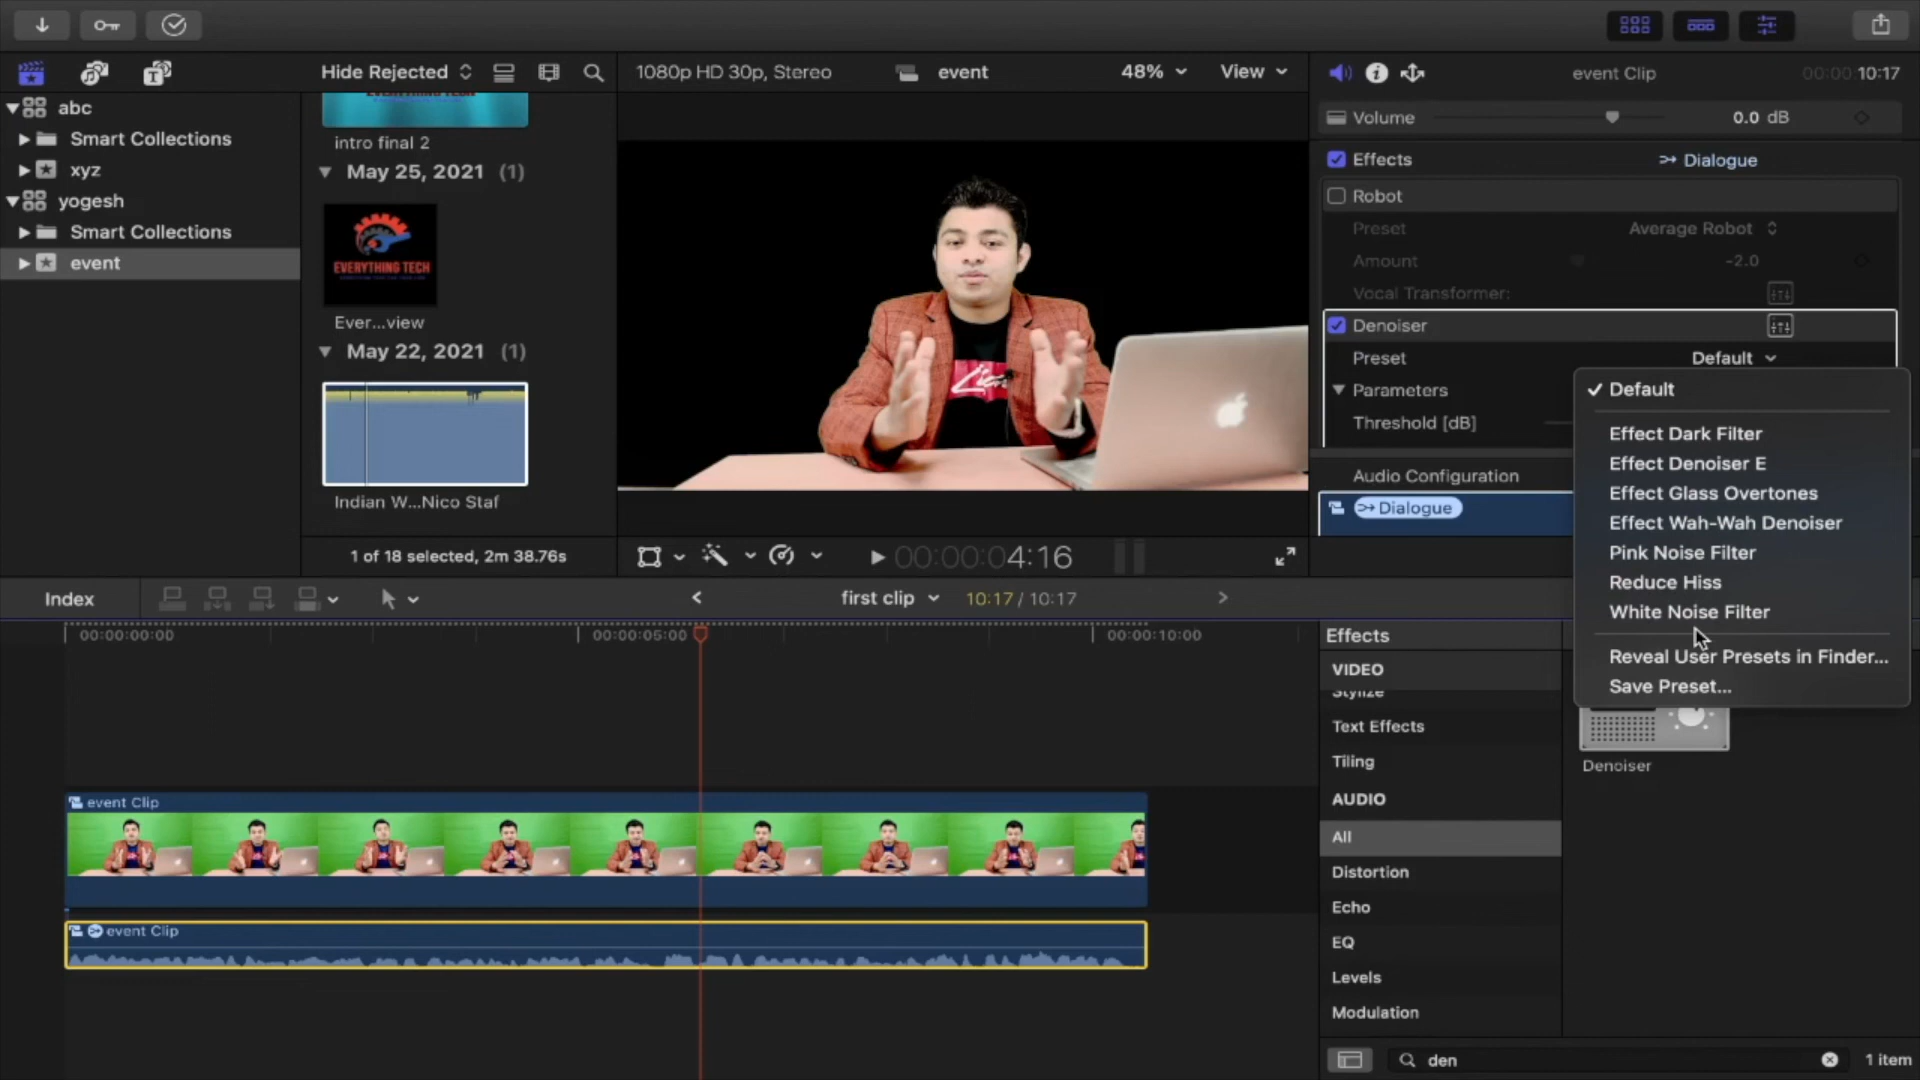 Hide Rejected
1080p HD 30p, Stereo
event
48%
View
event Clip
00:00:10:17
abc
Smart Collections
xyz
yogesh
Smart Collections
event
intro final 2
May 25, 2021 (1)
EVERYTHING TECH
Ever...view
May 22, 2021 (1)
Indian W...Nico Staf
1 of 18 selected, 2m 38.76s
Volume
0.0 dB
Effects
Dialogue
Robot
Preset
Average Robot
Amount
-2.0
Vocal Transformer:
Denoiser
Preset
Default
Parameters
Threshold [dB]
Audio Configuration
Dialogue
✓ Default
Effect Dark Filter
Effect Denoiser E
Effect Glass Overtones
Effect Wah-Wah Denoiser
Pink Noise Filter
Reduce Hiss
White Noise Filter
Reveal User Presets in Finder...
Save Preset...
00:00:04:16
Index
first clip
10:17 / 10:17
00:00:00:00
00:00:05:00
00:00:10:00
event Clip
event Clip
Effects
VIDEO
Stylize
Text Effects
Tiling
AUDIO
All
Distortion
Echo
EQ
Levels
Modulation
Denoiser
den
1 item